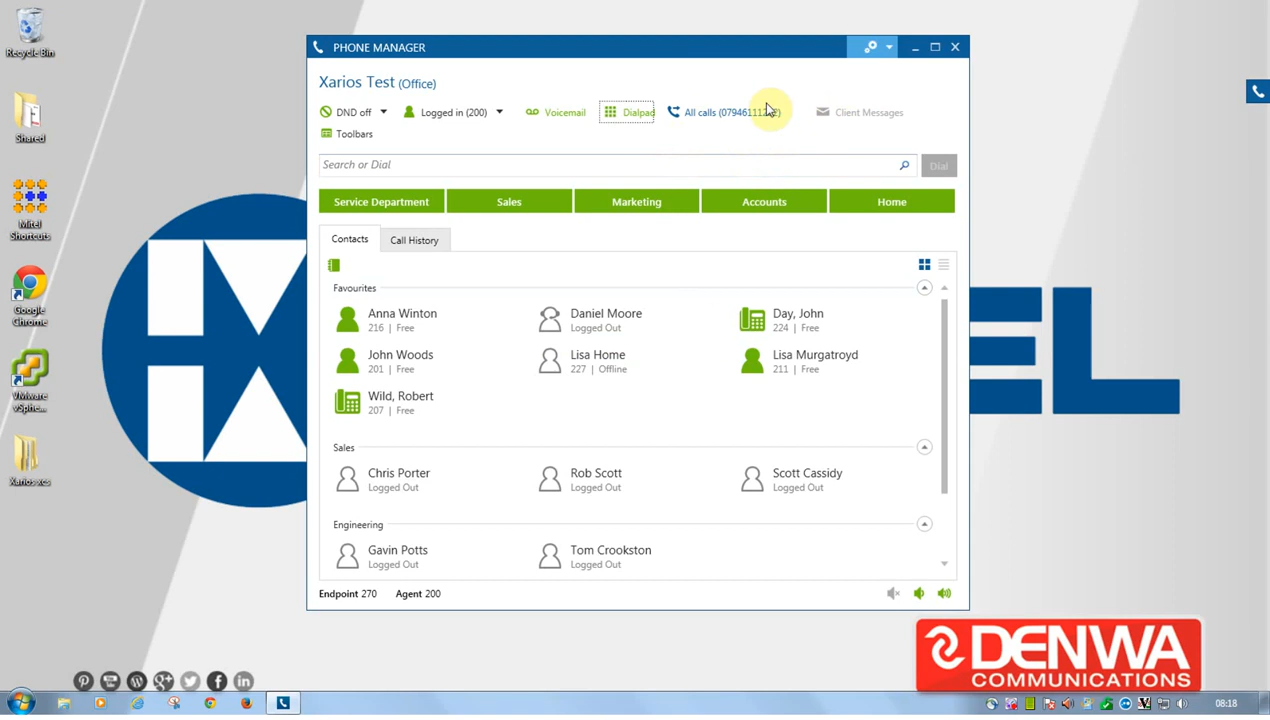 Recycle Bin
Shared
Mitel
Shortcuts
Google
Chrome
VMware
vSphe...
Xarios xcs
PHONE MANAGER
Xarios Test (Office)
DND off
Logged in (200)
Voicemail
Dialpad
All calls
Client Messages
Toolbars
Search or Dial
Dial
Service Department
Sales
Marketing
Accounts
Home
Contacts
Call History
Favourites
Anna Winton
216 | Free
Daniel Moore
Logged Out
Day, John
224 | Free
John Woods
201 | Free
Lisa Home
227 | Offline
Lisa Murgatroyd
211 | Free
Wild, Robert
207 | Free
Sales
Chris Porter
Logged Out
Rob Scott
Logged Out
Scott Cassidy
Logged Out
Engineering
Gavin Potts
Logged Out
Tom Crookston
Logged Out
Endpoint 270
Agent 200
EL
DENWA
COMMUNICATIONS
08:18